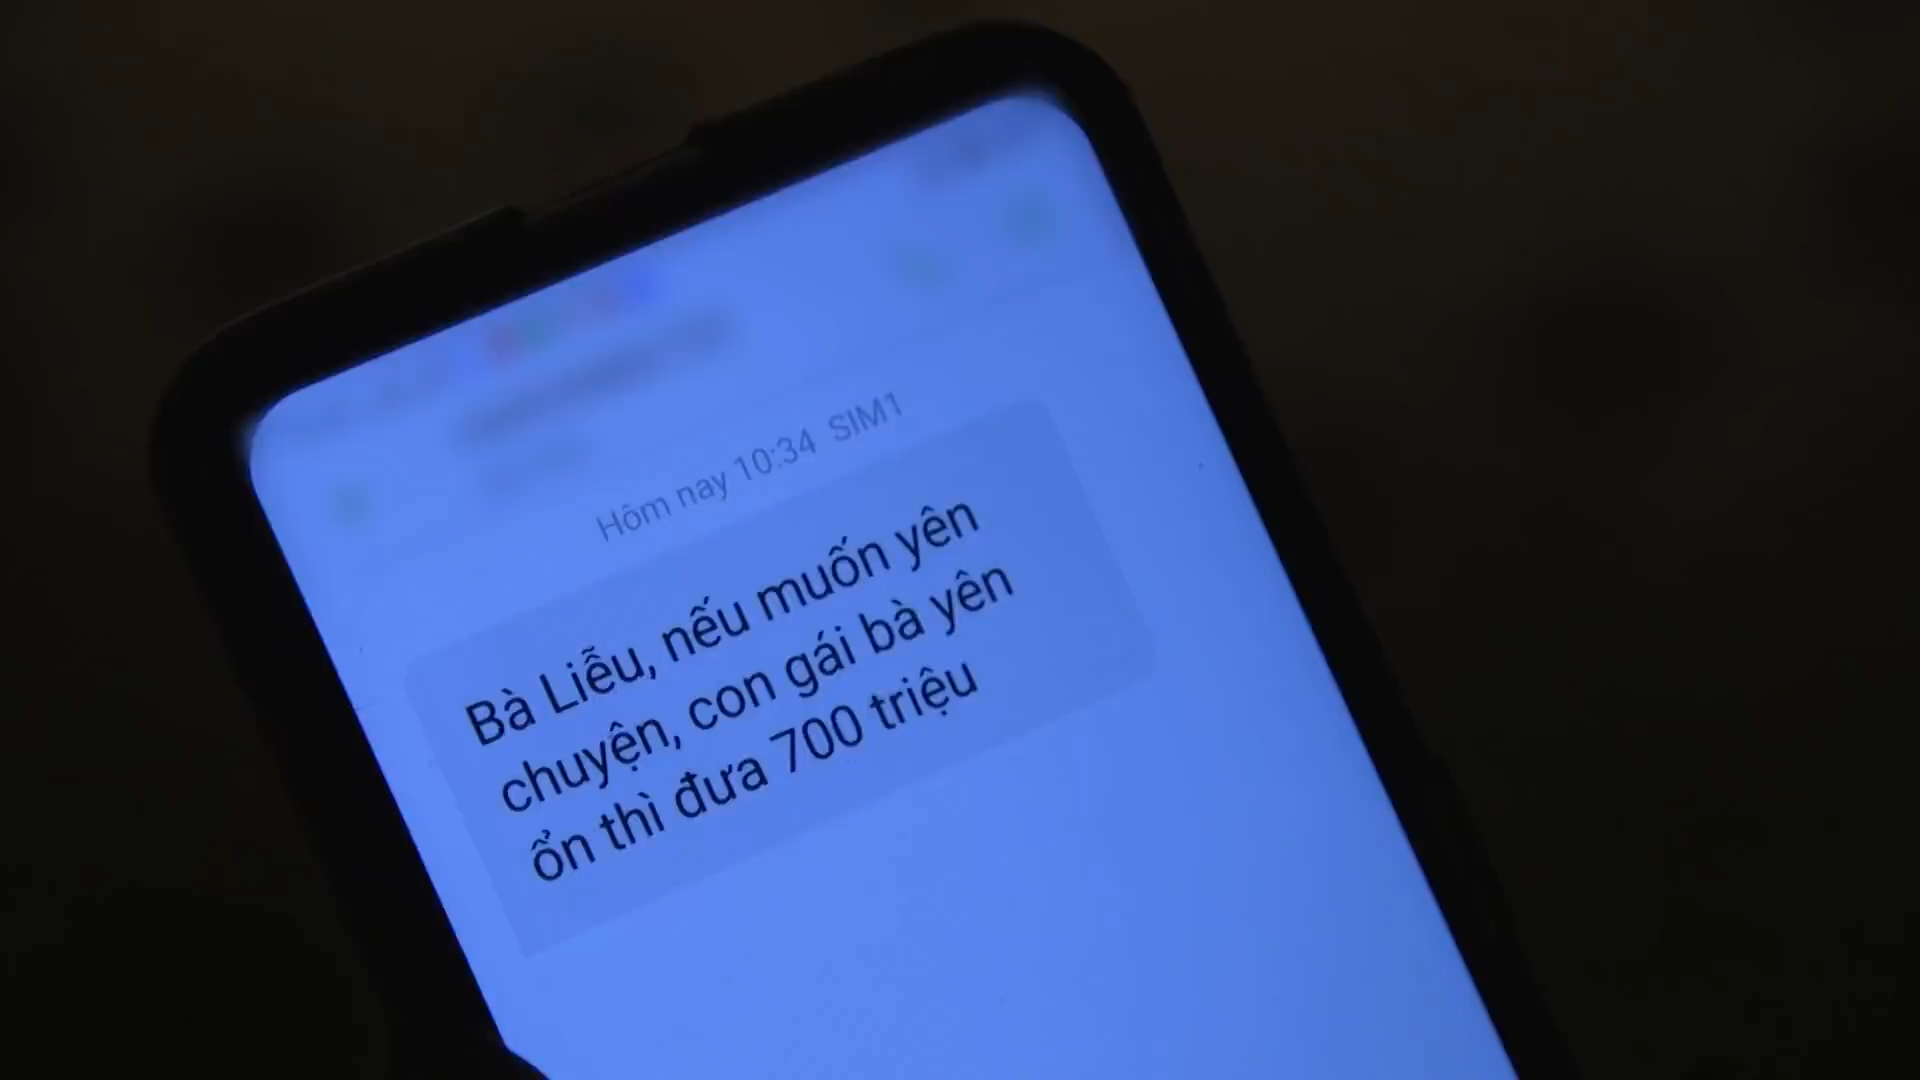 Hôm nay 10:34 SIM1
Bà Liễu, nếu muốn yên
chuyện, con gái bà yên
ổn thì đưa 700 triệu